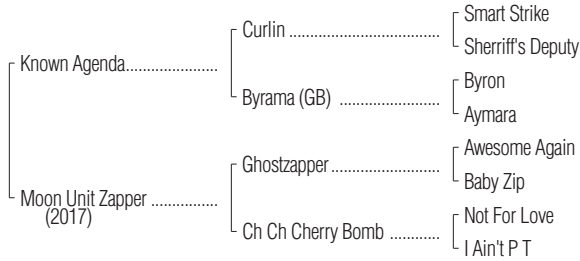 Smart Strike
Curlin ........................................
Sherriff's Deputy
Known Agenda.......................
Byron
Byrama (GB) .........................
Aymara
Awesome Again
Ghostzapper...........................
Baby Zip
Moon Unit Zapper .................
(2017)
Not For Love
Ch Ch Cherry Bomb ............
I Ain't P T